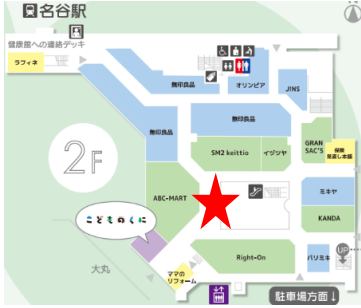 名谷駅
健康館への連絡デッキ
ラフィネ
無印良品
オリンピア
JINS
無印良品
無印良品
2F
SM2 keittio
イジツヤ
GRAN
SAC'S
保険
見直し本舗
ABC-MART
ミキヤ
KANDA
こどものくに
大丸
ママの
リフォーム
Right-On
パリミキ
UP
駐車場方面↓